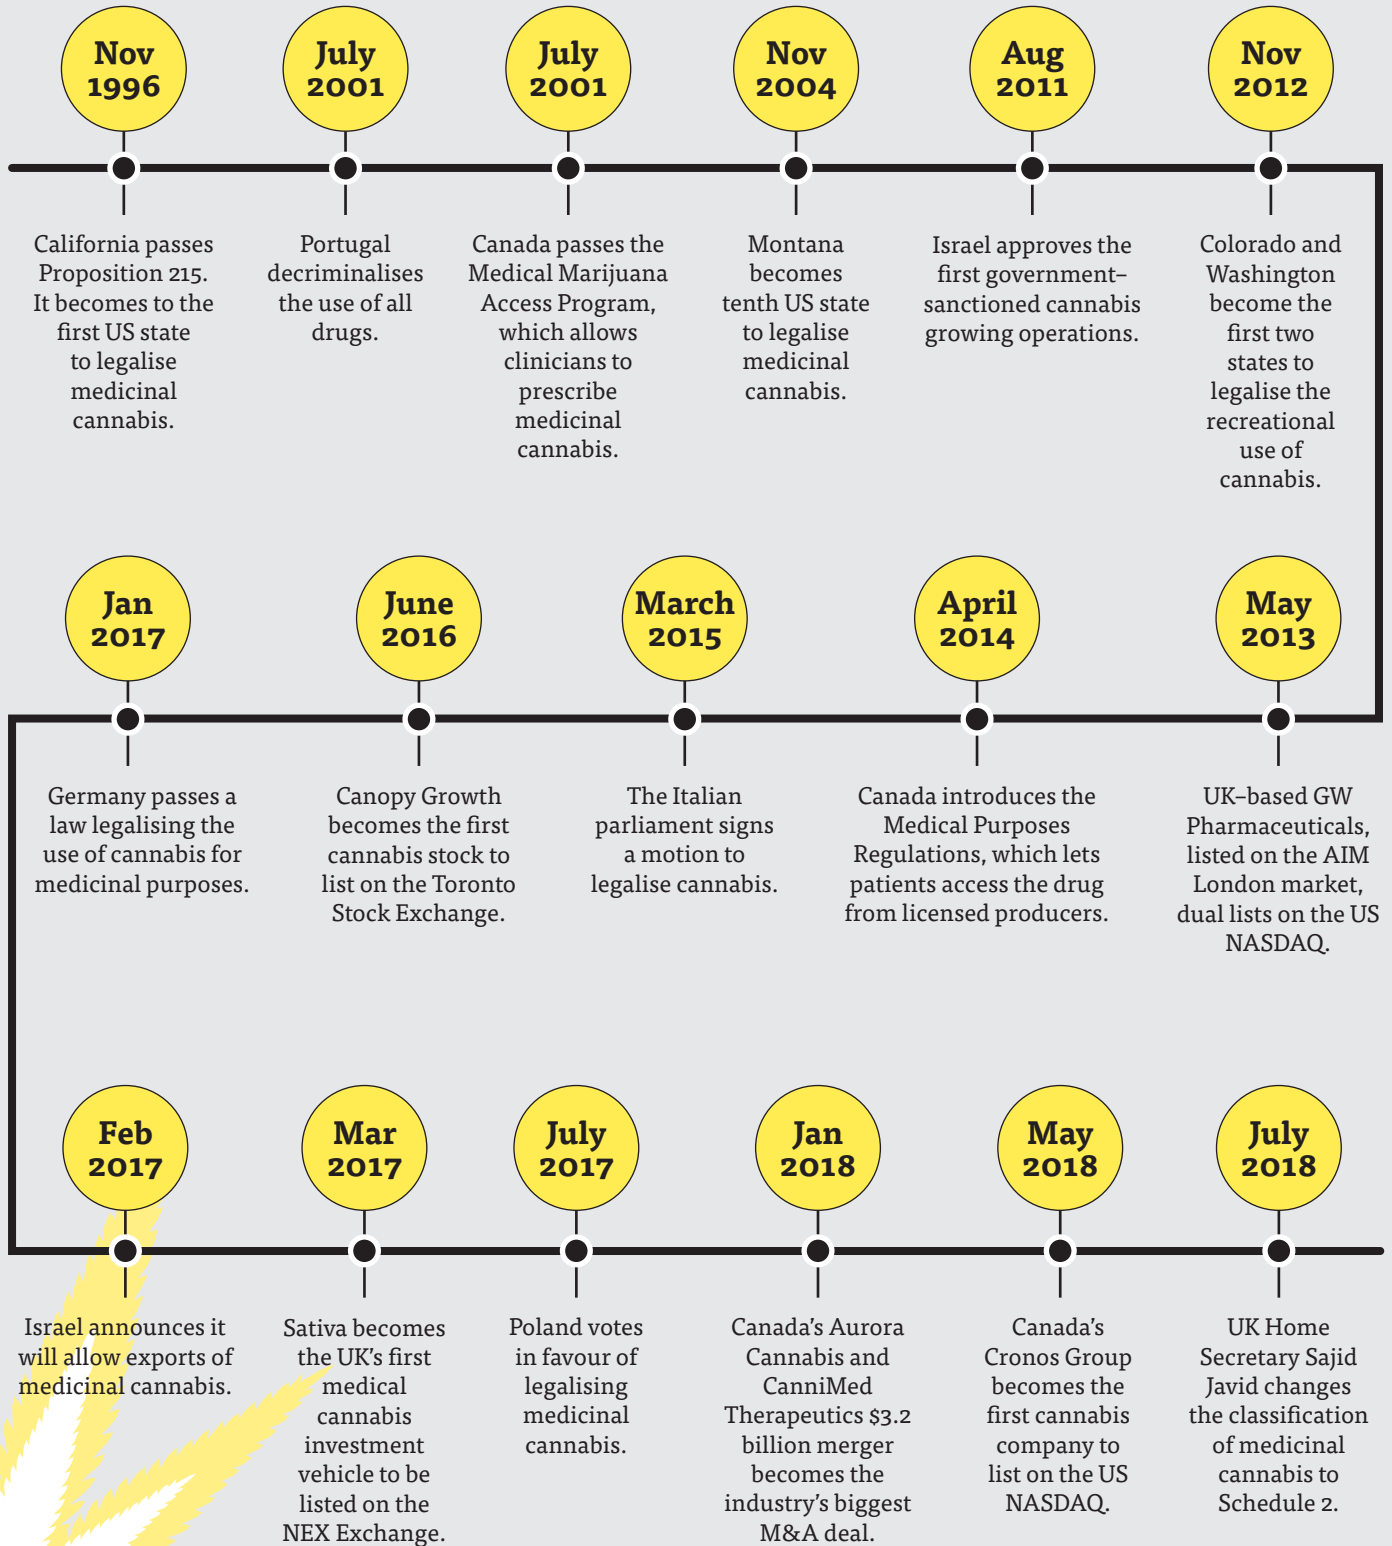 Nov
1996
California passes
Proposition 215.
It becomes to the
first US state
to legalise
medicinal
cannabis.
July
2001
Portugal
decriminalises
the use of all
drugs.
July
2001
Canada passes the
Medical Marijuana
Access Program,
which allows
clinicians to
prescribe
medicinal
cannabis.
Nov
2004
Montana
becomes
tenth US state
to legalise
medicinal
cannabis.
Aug
2011
Israel approves the
first government–
sanctioned cannabis
growing operations.
Nov
2012
Colorado and
Washington
become the
first two
states to
legalise the
recreational
use of
cannabis.
May
2013
UK–based GW
Pharmaceuticals,
listed on the AIM
London market,
dual lists on the US
NASDAQ.
April
2014
Canada introduces the
Medical Purposes
Regulations, which lets
patients access the drug
from licensed producers.
March
2015
The Italian
parliament signs
a motion to
legalise cannabis.
June
2016
Canopy Growth
becomes the first
cannabis stock to
list on the Toronto
Stock Exchange.
Jan
2017
Germany passes a
law legalising the
use of cannabis for
medicinal purposes.
Feb
2017
Israel announces it
will allow exports of
medicinal cannabis.
Mar
2017
Sativa becomes
the UK's first
medical
cannabis
investment
vehicle to be
listed on the
NEX Exchange.
July
2017
Poland votes
in favour of
legalising
medicinal
cannabis.
Jan
2018
Canada's Aurora
Cannabis and
CanniMed
Therapeutics $3.2
billion merger
becomes the
industry's biggest
M&A deal.
May
2018
Canada's
Cronos Group
becomes the
first cannabis
company to
list on the US
NASDAQ.
July
2018
UK Home
Secretary Sajid
Javid changes
the classification
of medicinal
cannabis to
Schedule 2.